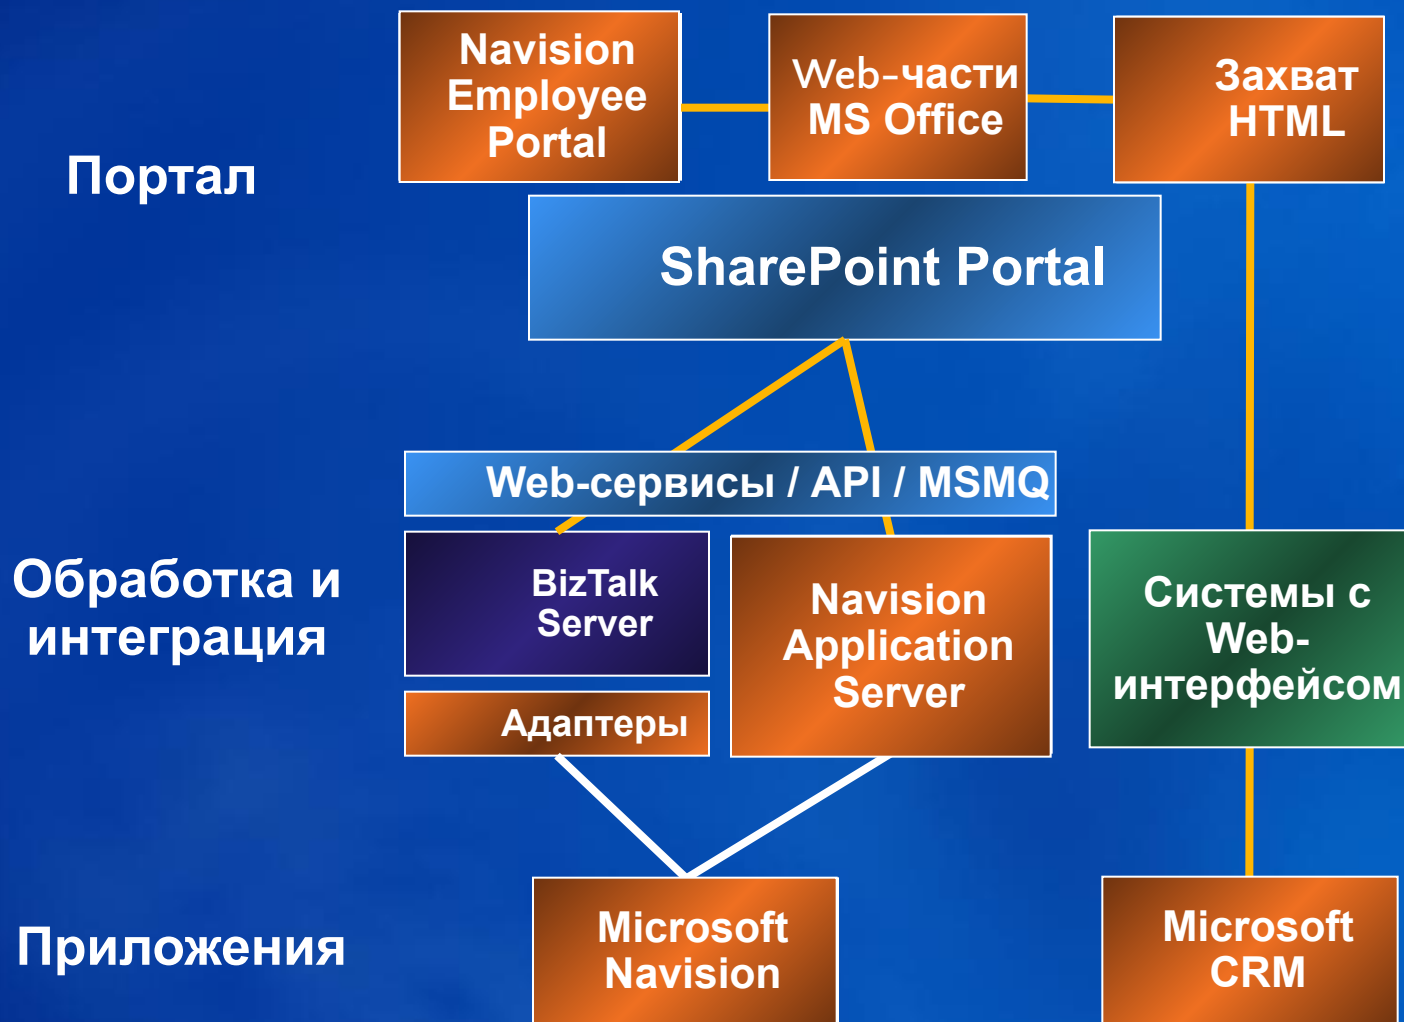 Navision
Employee
Portal
Web-части
MS Office
Захват
HTML
Портал
SharePoint Portal
Web-сервисы / API / MSMQ
Обработка и
интеграция
BizTalk
Server
Navision
Application
Server
Системы с
Web-
интерфейсом
Адаптеры
Приложения
Microsoft
Navision
Microsoft
CRM